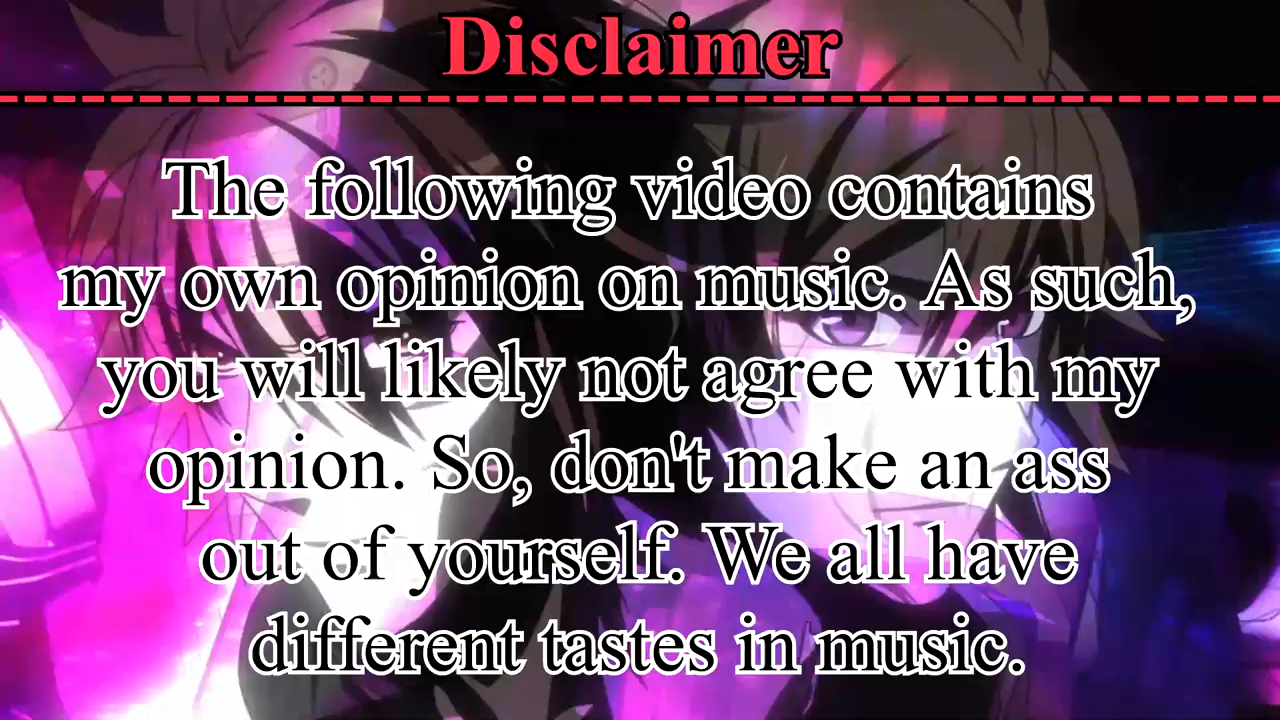 Disclaimer
The following video contains
my own opinion on music. As such,
you will likely not agree with my
opinion. So, don't make an ass
out of yourself. We all have
different tastes in music.